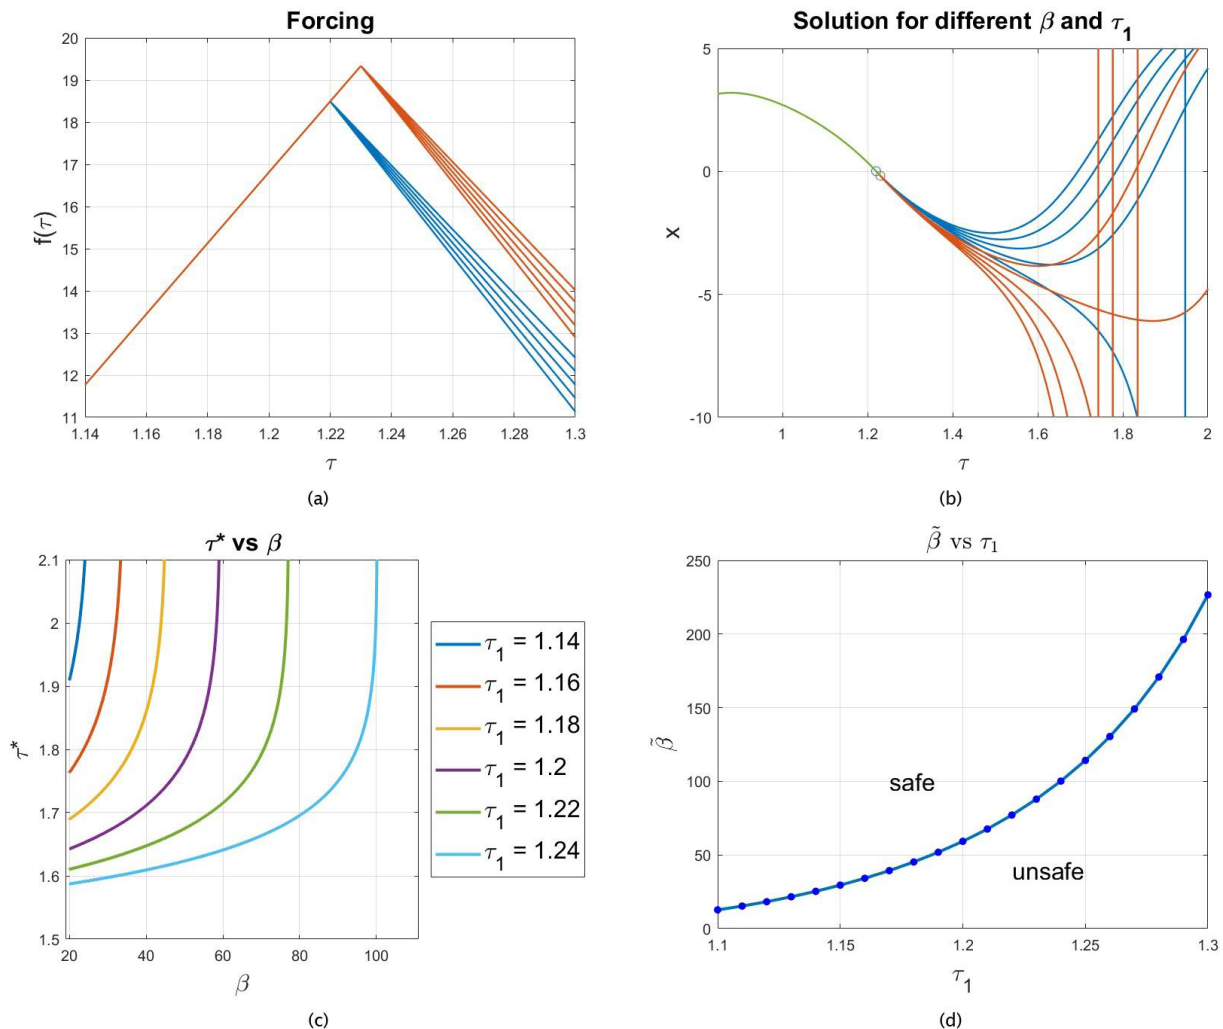 Forcing
20
19
18
17
16
15
14
13
12
11
f(τ)
1.14 1.16 1.18 1.2 1.22 1.24 1.26 1.28 1.3
τ
(a)
Solution for different β and τ₁
5
0
-5
-10
x
1 1.2 1.4 1.6 1.8 2
τ
(b)
τ* vs β
2.1
2
1.9
1.8
1.7
1.6
1.5
τ*
20 40 60 80 100
β
τ₁ = 1.14
τ₁ = 1.16
τ₁ = 1.18
τ₁ = 1.2
τ₁ = 1.22
τ₁ = 1.24
(c)
β̃ vs τ₁
250
200
150
100
50
0
β̃
safe
unsafe
1.1 1.15 1.2 1.25 1.3
τ₁
(d)